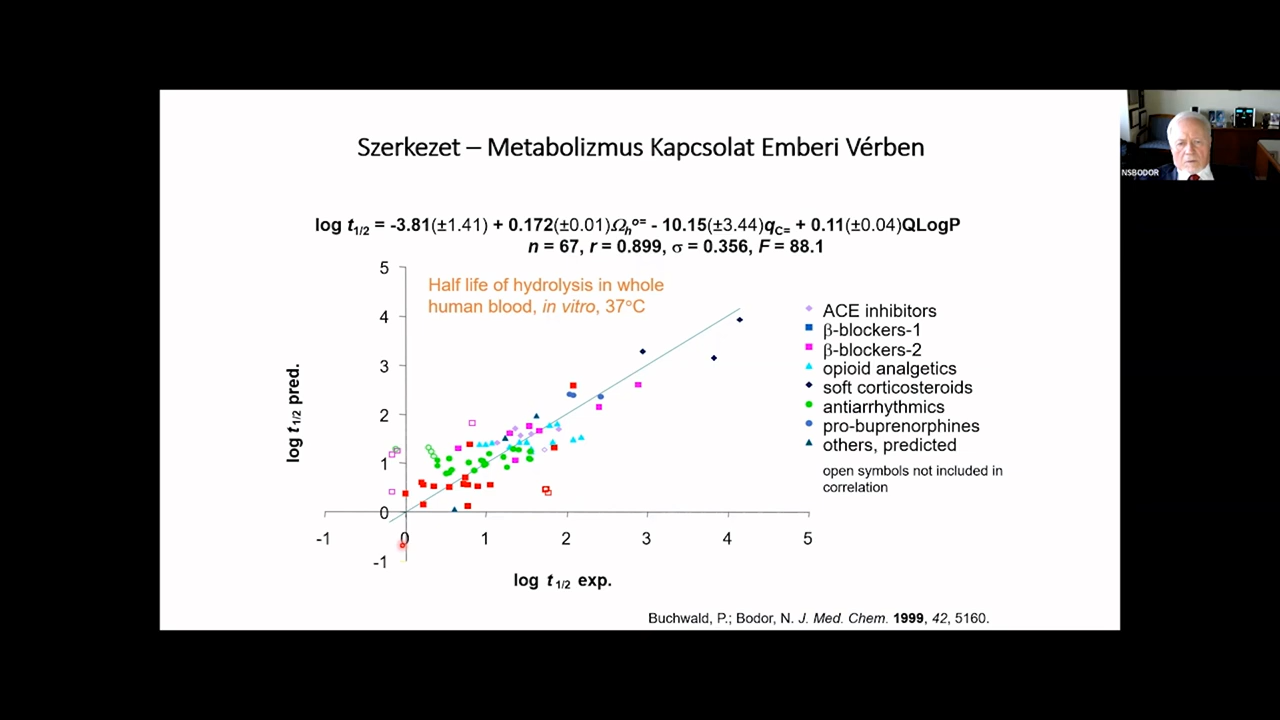 Szerkezet – Metabolizmus Kapcsolat Emberi Vérben
NSBODOR
log t1/2 = -3.81(±1.41) + 0.172(±0.01)Ωh^o= - 10.15(±3.44)qC= + 0.11(±0.04)QLogP
n = 67, r = 0.899, σ = 0.356, F = 88.1
Half life of hydrolysis in whole
human blood, in vitro, 37°C
5
4
3
2
1
0
-1
log t1/2 pred.
-1 0 1 2 3 4 5
log t1/2 exp.
ACE inhibitors
β-blockers-1
β-blockers-2
opioid analgetics
soft corticosteroids
antiarrhythmics
pro-buprenorphines
others, predicted
open symbols not included in
correlation
Buchwald, P.; Bodor, N. J. Med. Chem. 1999, 42, 5160.